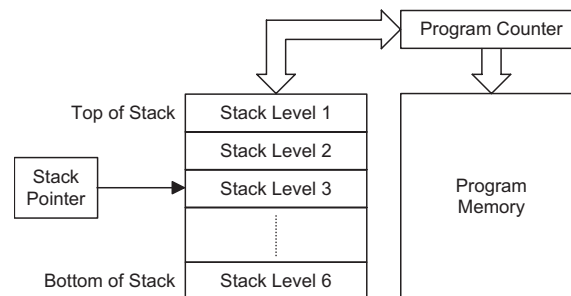 Program Counter
Top of Stack
Stack Level 1
Stack Level 2
Stack
Pointer
Stack Level 3
Program
Memory
Bottom of Stack
Stack Level 6